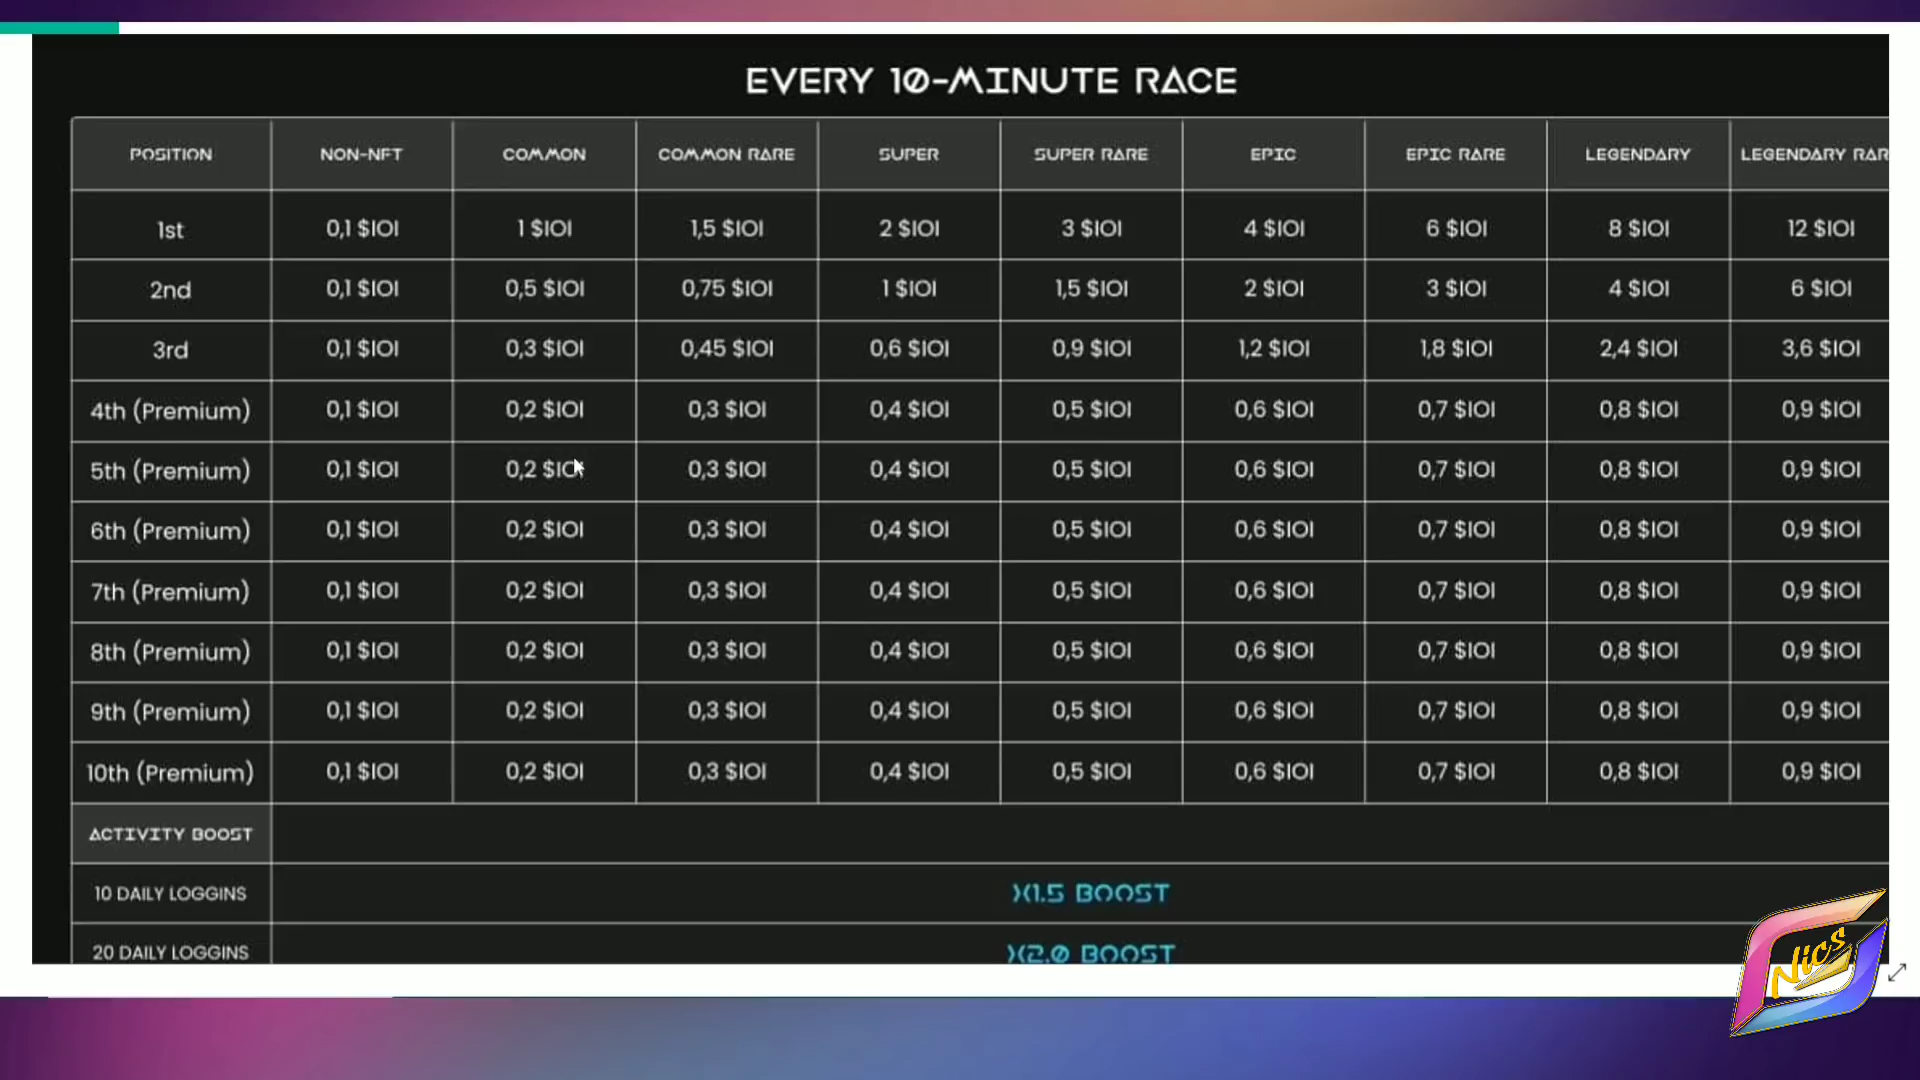 EVERY 10-MINUTE RACE
POSITION NON-NFT COMMON COMMON RARE SUPER SUPER RARE EPIC EPIC RARE LEGENDARY LEGENDARY RAR
1st 0,1 $IOI 1 $IOI 1,5 $IOI 2 $IOI 3 $IOI 4 $IOI 6 $IOI 8 $IOI 12 $IOI
2nd 0,1 $IOI 0,5 $IOI 0,75 $IOI 1 $IOI 1,5 $IOI 2 $IOI 3 $IOI 4 $IOI 6 $IOI
3rd 0,1 $IOI 0,3 $IOI 0,45 $IOI 0,6 $IOI 0,9 $IOI 1,2 $IOI 1,8 $IOI 2,4 $IOI 3,6 $IOI
4th (Premium) 0,1 $IOI 0,2 $IOI 0,3 $IOI 0,4 $IOI 0,5 $IOI 0,6 $IOI 0,7 $IOI 0,8 $IOI 0,9 $IOI
5th (Premium) 0,1 $IOI 0,2 $IOI 0,3 $IOI 0,4 $IOI 0,5 $IOI 0,6 $IOI 0,7 $IOI 0,8 $IOI 0,9 $IOI
6th (Premium) 0,1 $IOI 0,2 $IOI 0,3 $IOI 0,4 $IOI 0,5 $IOI 0,6 $IOI 0,7 $IOI 0,8 $IOI 0,9 $IOI
7th (Premium) 0,1 $IOI 0,2 $IOI 0,3 $IOI 0,4 $IOI 0,5 $IOI 0,6 $IOI 0,7 $IOI 0,8 $IOI 0,9 $IOI
8th (Premium) 0,1 $IOI 0,2 $IOI 0,3 $IOI 0,4 $IOI 0,5 $IOI 0,6 $IOI 0,7 $IOI 0,8 $IOI 0,9 $IOI
9th (Premium) 0,1 $IOI 0,2 $IOI 0,3 $IOI 0,4 $IOI 0,5 $IOI 0,6 $IOI 0,7 $IOI 0,8 $IOI 0,9 $IOI
10th (Premium) 0,1 $IOI 0,2 $IOI 0,3 $IOI 0,4 $IOI 0,5 $IOI 0,6 $IOI 0,7 $IOI 0,8 $IOI 0,9 $IOI
ACTIVITY BOOST
10 DAILY LOGGINS X1.5 BOOST
20 DAILY LOGGINS X2.0 BOOST
Nics